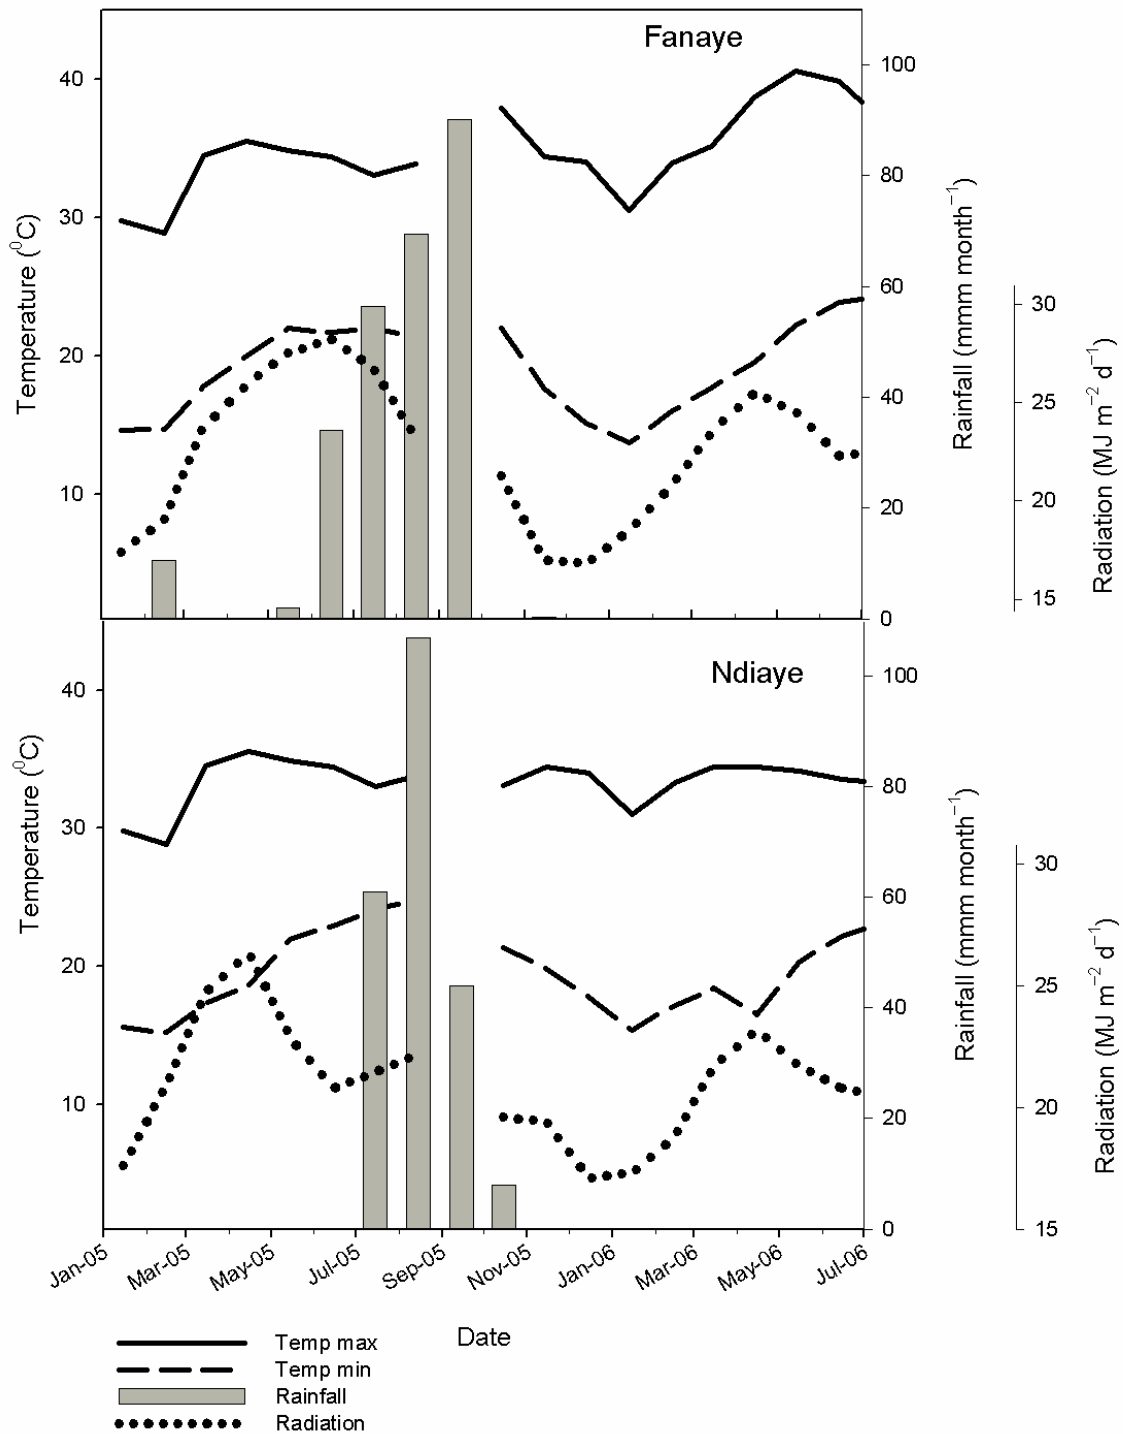 Fanaye
40
30
20
10
Temperature (⁰C)
100
80
60
40
20
0
Rainfall (mmm month⁻¹)
30
25
20
15
Radiation (MJ m⁻² d⁻¹)
Ndiaye
40
30
20
10
Temperature (⁰C)
100
80
60
40
20
0
Rainfall (mmm month⁻¹)
30
25
20
15
Radiation (MJ m⁻² d⁻¹)
Jan-05 Mar-05 May-05 Jul-05 Sep-05 Nov-05 Jan-06 Mar-06 May-06 Jul-06
Date
Temp max
Temp min
Rainfall
Radiation